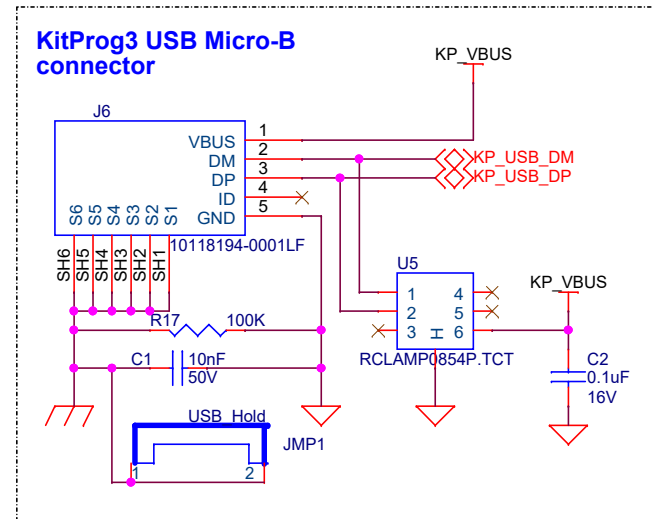 KitProg3 USB Micro-B
connector
KP_VBUS
J6
VBUS 1
DM 2
DP 3
ID 4
GND 5
S6 S5 S4 S3 S2 S1
10118194-0001LF
SH6 SH5 SH4 SH3 SH2 SH1
KP_USB_DM
KP_USB_DP
U5
1 4
2 5
3 H 6
RCLAMP0854P.TCT
KP_VBUS
C2
0.1uF
16V
R17 100K
C1 10nF
50V
USB_Hold
JMP1
1 2